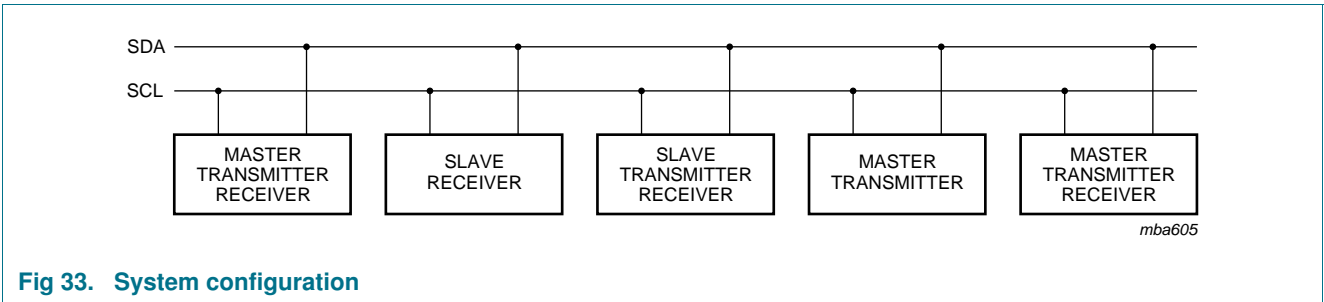 SDA
SCL
MASTER
TRANSMITTER
RECEIVER
SLAVE
RECEIVER
SLAVE
TRANSMITTER
RECEIVER
MASTER
TRANSMITTER
MASTER
TRANSMITTER
RECEIVER
mba605
Fig 33. System configuration